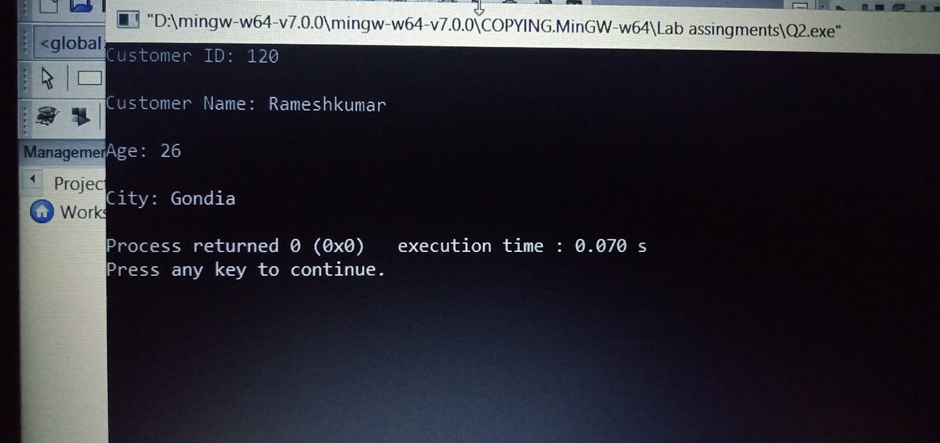 "D:\mingw-w64-v7.0.0\mingw-w64-v7.0.0\COPYING.MinGW-w64\Lab assingments\Q2.exe"
<global
Customer ID: 120
Customer Name: Rameshkumar
Managemen
Age: 26
Projec
City: Gondia
Works
Process returned 0 (0x0)   execution time : 0.070 s
Press any key to continue.